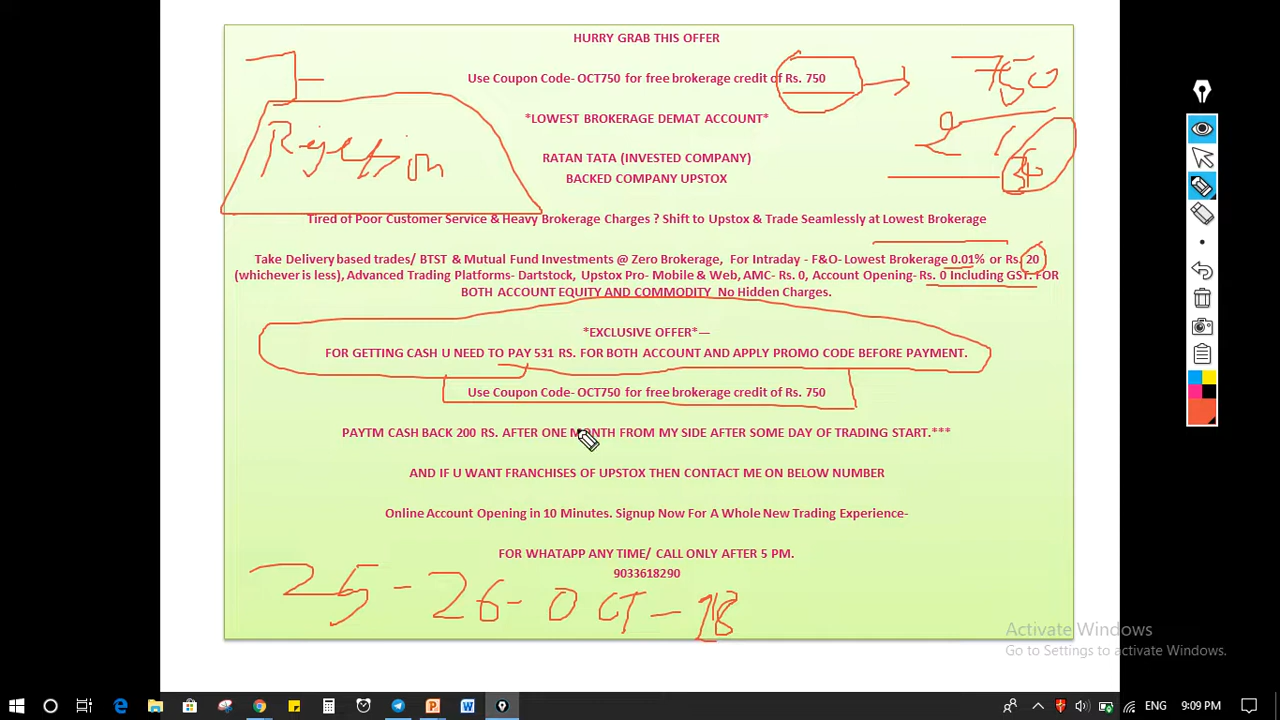 HURRY GRAB THIS OFFER
Use Coupon Code- OCT750 for free brokerage credit of Rs. 750
750
*LOWEST BROKERAGE DEMAT ACCOUNT*
Rejection
RATAN TATA (INVESTED COMPANY)
BACKED COMPANY UPSTOX
Tired of Poor Customer Service & Heavy Brokerage Charges ? Shift to Upstox & Trade Seamlessly at Lowest Brokerage
Take Delivery based trades/ BTST & Mutual Fund Investments @ Zero Brokerage, For Intraday - F&O- Lowest Brokerage 0.01% or Rs. 20
(whichever is less), Advanced Trading Platforms- Dartstock, Upstox Pro- Mobile & Web, AMC- Rs. 0, Account Opening- Rs. 0 Including GST. FOR
BOTH ACCOUNT EQUITY AND COMMODITY No Hidden Charges.
*EXCLUSIVE OFFER*—
FOR GETTING CASH U NEED TO PAY 531 RS. FOR BOTH ACCOUNT AND APPLY PROMO CODE BEFORE PAYMENT.
Use Coupon Code- OCT750 for free brokerage credit of Rs. 750
PAYTM CASH BACK 200 RS. AFTER ONE MONTH FROM MY SIDE AFTER SOME DAY OF TRADING START.***
AND IF U WANT FRANCHISES OF UPSTOX THEN CONTACT ME ON BELOW NUMBER
Online Account Opening in 10 Minutes. Signup Now For A Whole New Trading Experience-
FOR WHATAPP ANY TIME/ CALL ONLY AFTER 5 PM.
9033618290
25-26-OCT-18
Activate Windows
Go to Settings to activate Windows.
ENG 9:09 PM